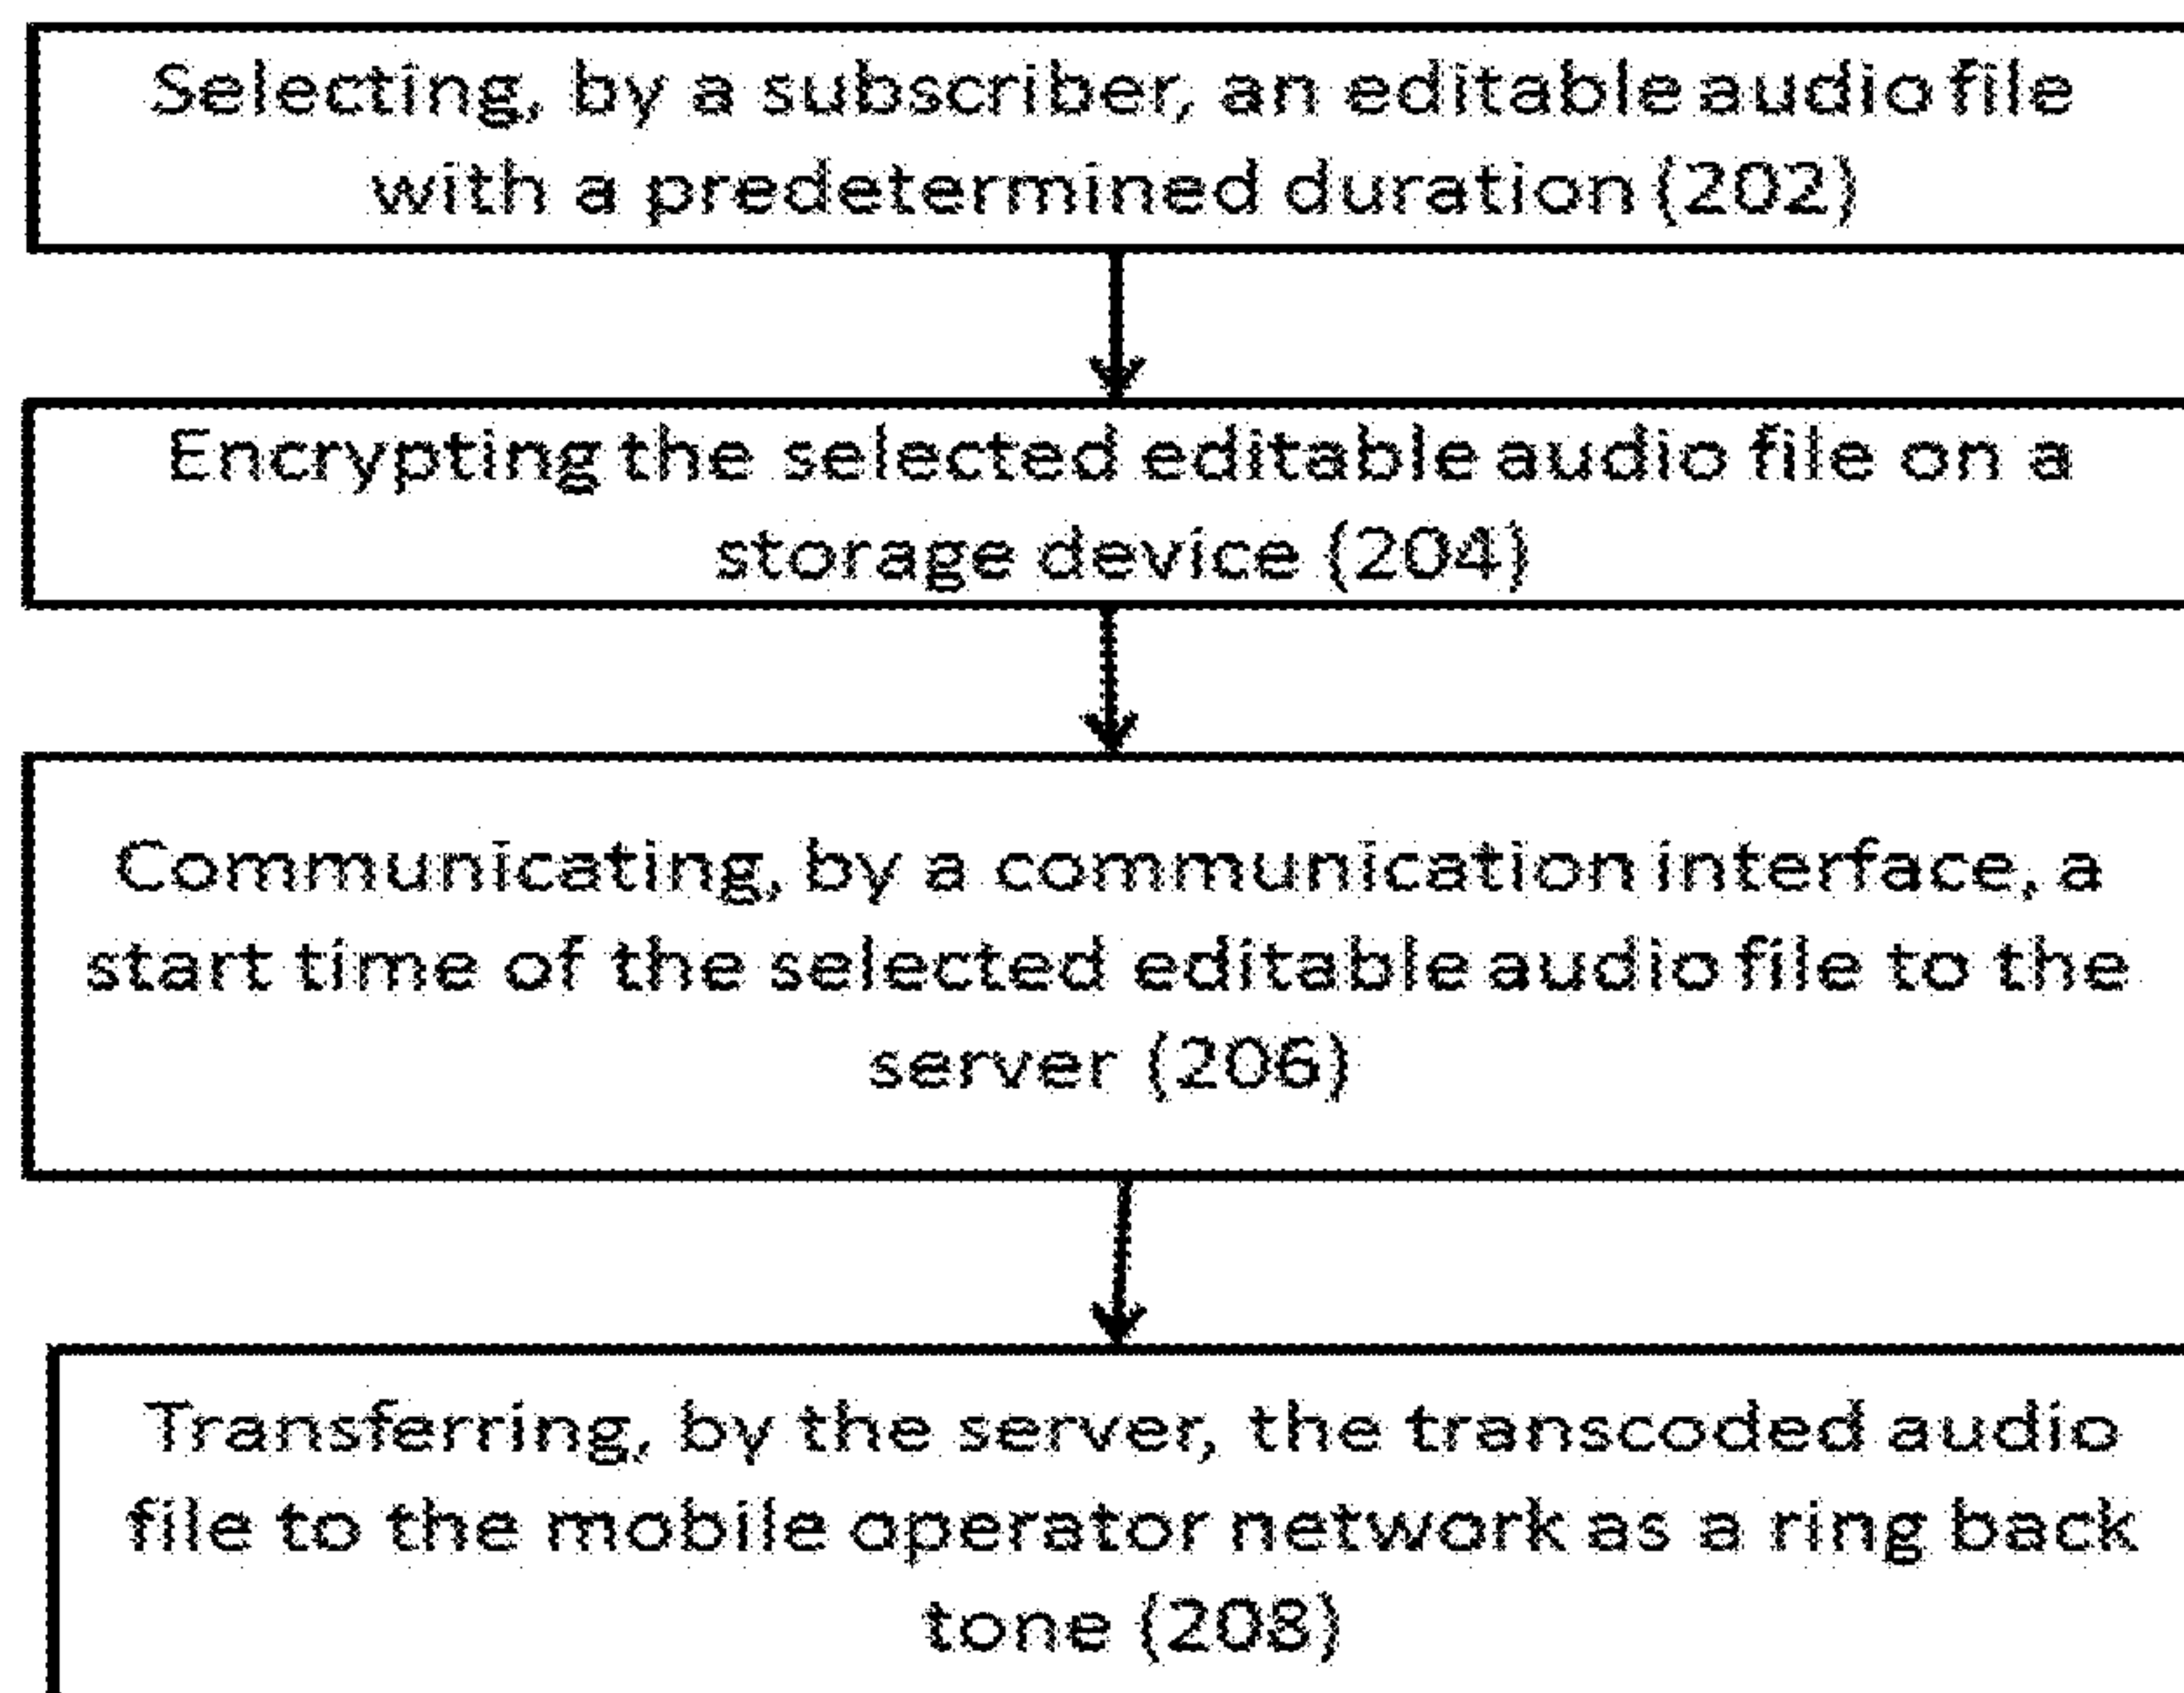 Selecting, by a subscriber, an editable audio file
with a predetermined duration (202)
Encrypting the selected editable audio file on a
storage device (204)
Communicating, by a communication interface, a
start time of the selected editable audio file to the
server (206)
Transferring, by the server, the transcoded audio
file to the mobile operator network as a ring back
tone (208)